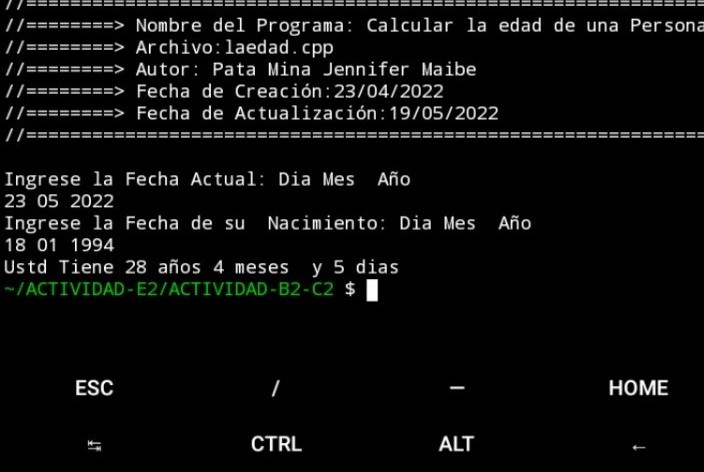 //=============================================================
//========> Nombre del Programa: Calcular la edad de una Persona
//========> Archivo:laedad.cpp
//========> Autor: Pata Mina Jennifer Maibe
//========> Fecha de Creación:23/04/2022
//========> Fecha de Actualización:19/05/2022
//=============================================================
Ingrese la Fecha Actual: Dia Mes  Año
23 05 2022
Ingrese la Fecha de su  Nacimiento: Dia Mes  Año
18 01 1994
Ustd Tiene 28 años 4 meses  y 5 dias
~/ACTIVIDAD-E2/ACTIVIDAD-B2-C2 $
ESC / — HOME
↹ CTRL ALT ←